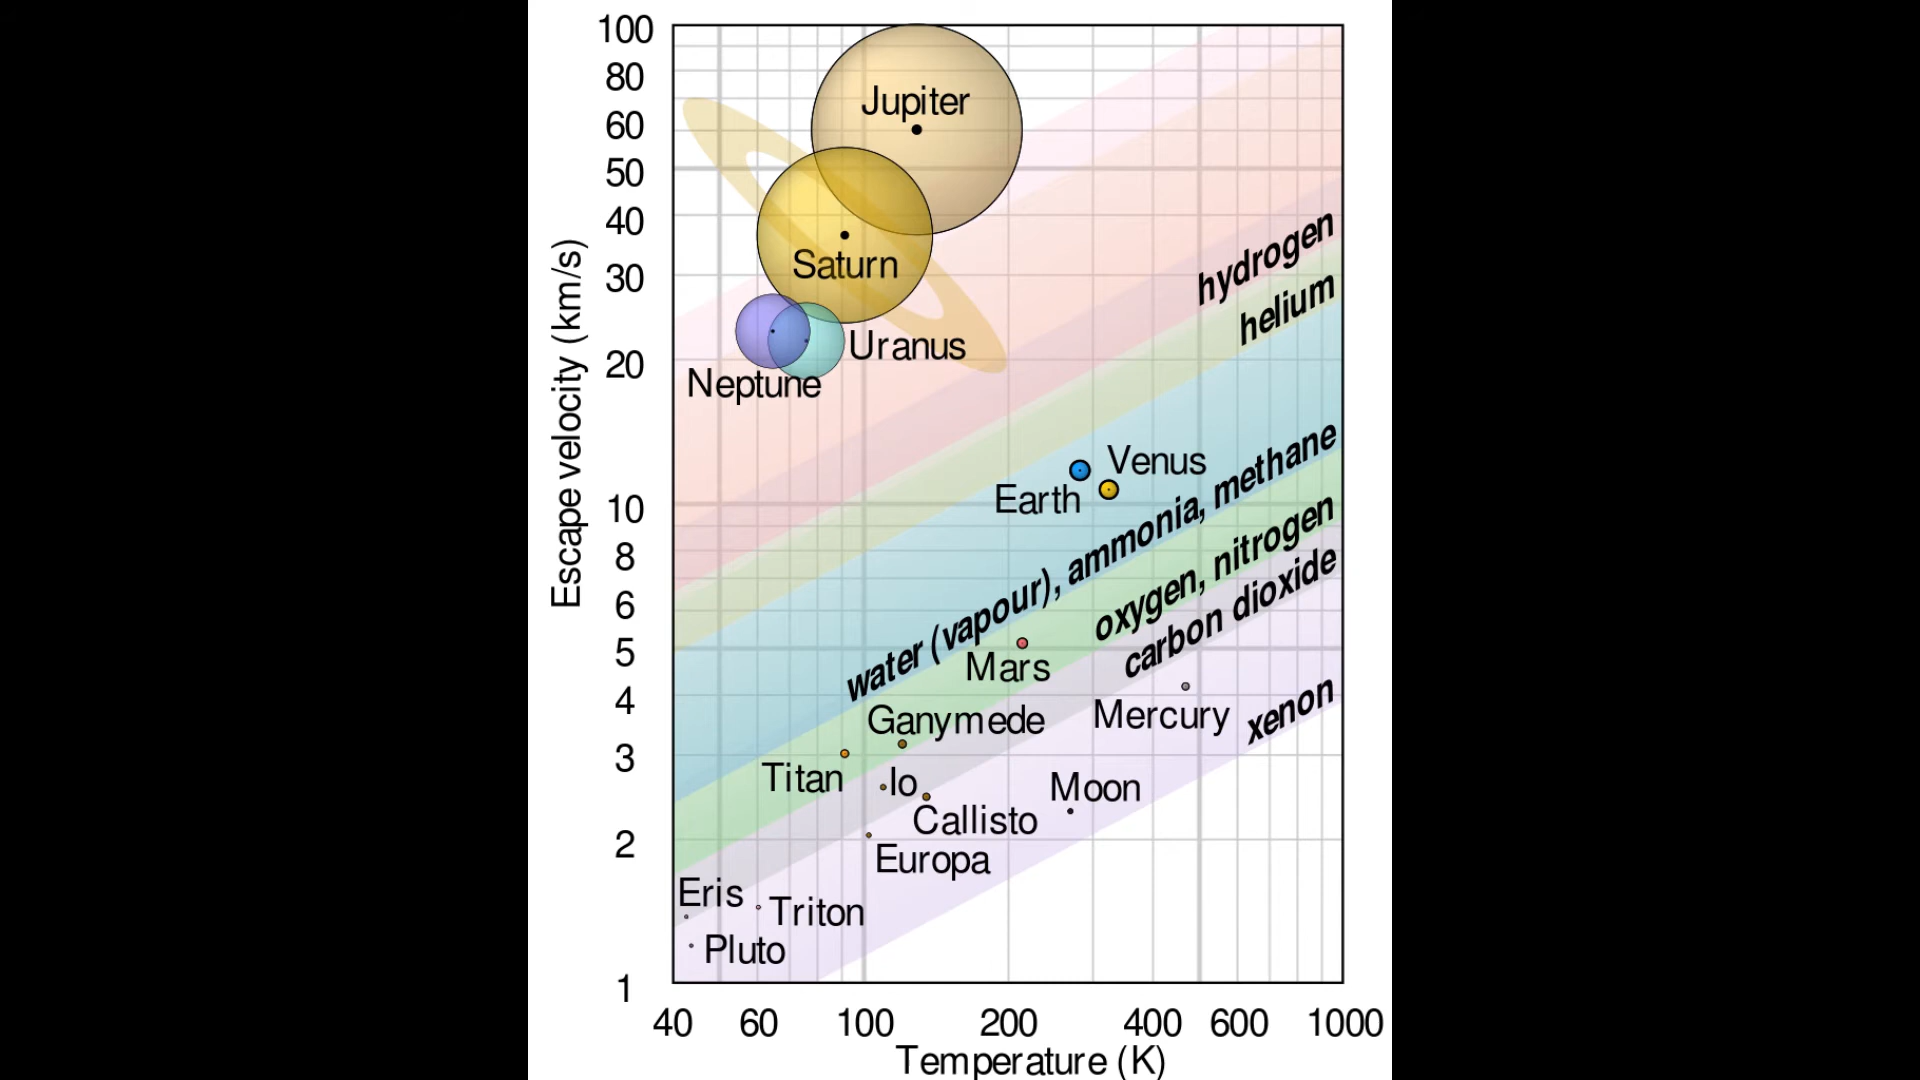 100
80
60
50
40
30
20
10
8
6
5
4
3
2
1
Escape velocity (km/s)
Jupiter
Saturn
Uranus
Neptune
hydrogen
helium
Venus
Earth
water (vapour), ammonia, methane
oxygen, nitrogen
carbon dioxide
Mars
Ganymede
Mercury
xenon
Titan
Io
Moon
Callisto
Europa
Eris
Triton
Pluto
40 60 100 200 400 600 1000
Temperature (K)